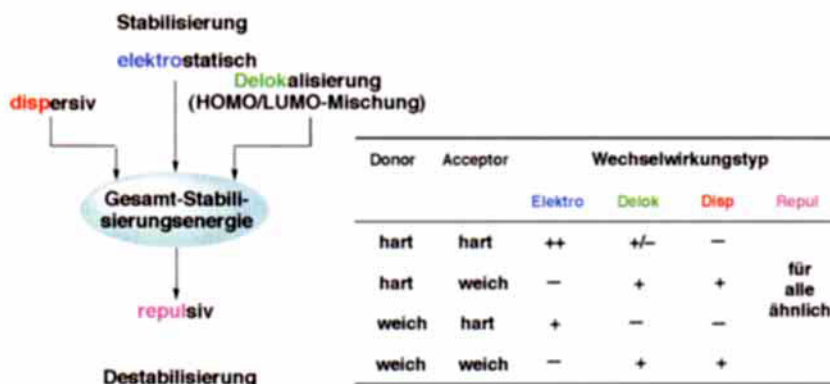 Stabilisierung
elektrostatisch
Delokalisierung
(HOMO/LUMO-Mischung)
dispersiv
Gesamt-Stabili-
sierungsenergie
repulsiv
Destabilisierung
Donor Acceptor Wechselwirkungstyp
Elektro Delok Disp Repul
hart hart ++ +/– –
hart weich – + +
weich hart + – –
weich weich – + +
für
alle
ähnlich